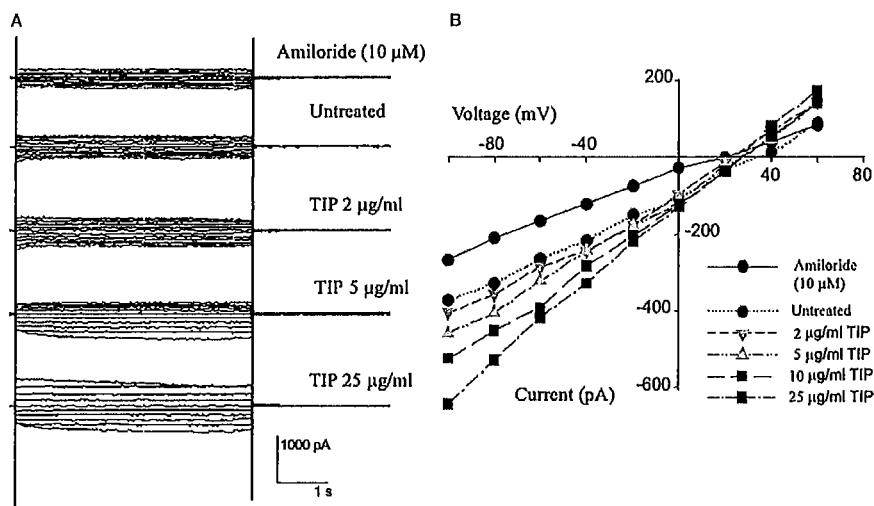 A
Amiloride (10 µM)
Untreated
TIP 2 µg/ml
TIP 5 µg/ml
TIP 25 µg/ml
1000 pA
1 s
B
200
Voltage (mV)
-80
-40
0
40
80
-200
-400
-600
Current (pA)
Amiloride
(10 µM)
Untreated
2 µg/ml TIP
5 µg/ml TIP
10 µg/ml TIP
25 µg/ml TIP